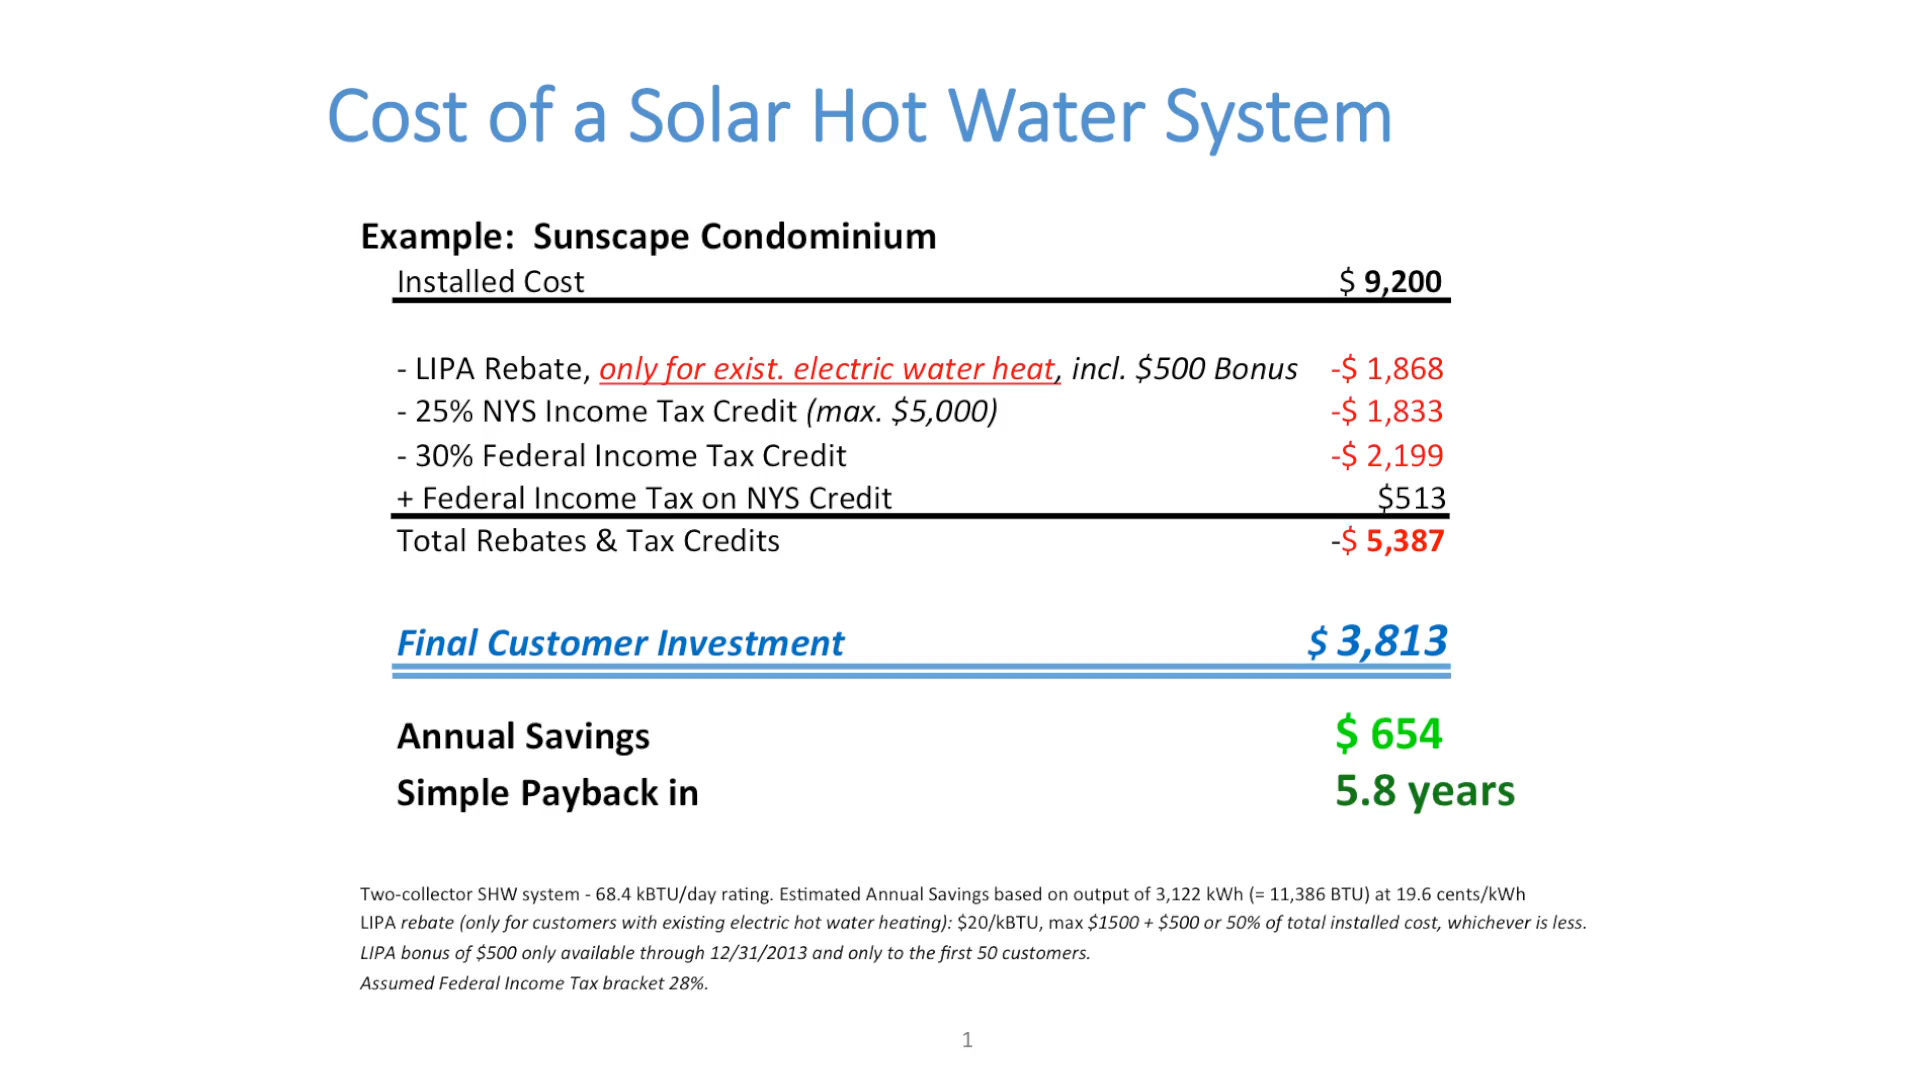 Cost of a Solar Hot Water System
Example: Sunscape Condominium
Installed Cost $ 9,200
- LIPA Rebate, only for exist. electric water heat, incl. $500 Bonus -$ 1,868
- 25% NYS Income Tax Credit (max. $5,000) -$ 1,833
- 30% Federal Income Tax Credit -$ 2,199
+ Federal Income Tax on NYS Credit $513
Total Rebates & Tax Credits -$ 5,387
Final Customer Investment $ 3,813
Annual Savings $ 654
Simple Payback in 5.8 years
Two-collector SHW system - 68.4 kBTU/day rating. Estimated Annual Savings based on output of 3,122 kWh (= 11,386 BTU) at 19.6 cents/kWh
LIPA rebate (only for customers with existing electric hot water heating): $20/kBTU, max $1500 + $500 or 50% of total installed cost, whichever is less.
LIPA bonus of $500 only available through 12/31/2013 and only to the first 50 customers.
Assumed Federal Income Tax bracket 28%.
1